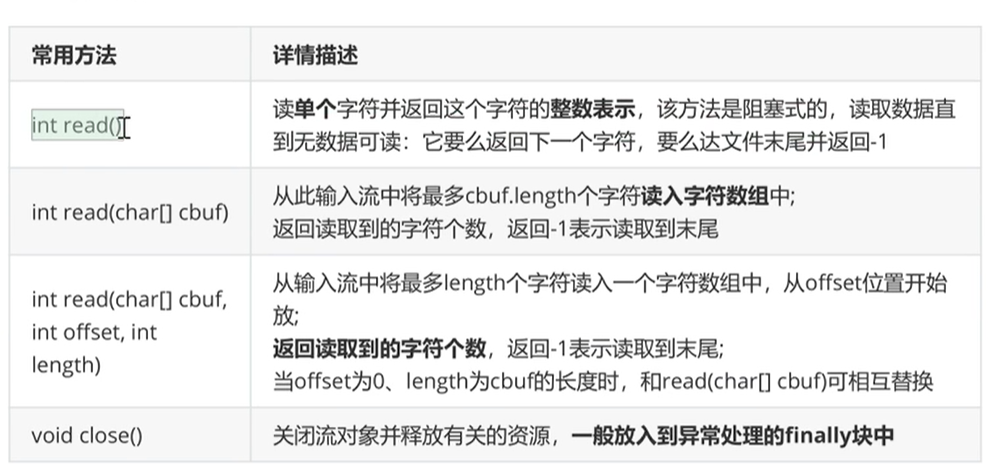 常用方法
详情描述
int read()
读单个字符并返回这个字符的整数表示，该方法是阻塞式的，读取数据直
到无数据可读：它要么返回下一个字符，要么达文件末尾并返回-1
int read(char[] cbuf)
从此输入流中将最多cbuf.length个字符读入字符数组中;
返回读取到的字符个数，返回-1表示读取到末尾
int read(char[] cbuf,
int offset, int
length)
从输入流中将最多length个字符读入一个字符数组中，从offset位置开始
放;
返回读取到的字符个数，返回-1表示读取到末尾;
当offset为0、length为cbuf的长度时，和read(char[] cbuf)可相互替换
void close()
关闭流对象并释放有关的资源，一般放入到异常处理的finally块中